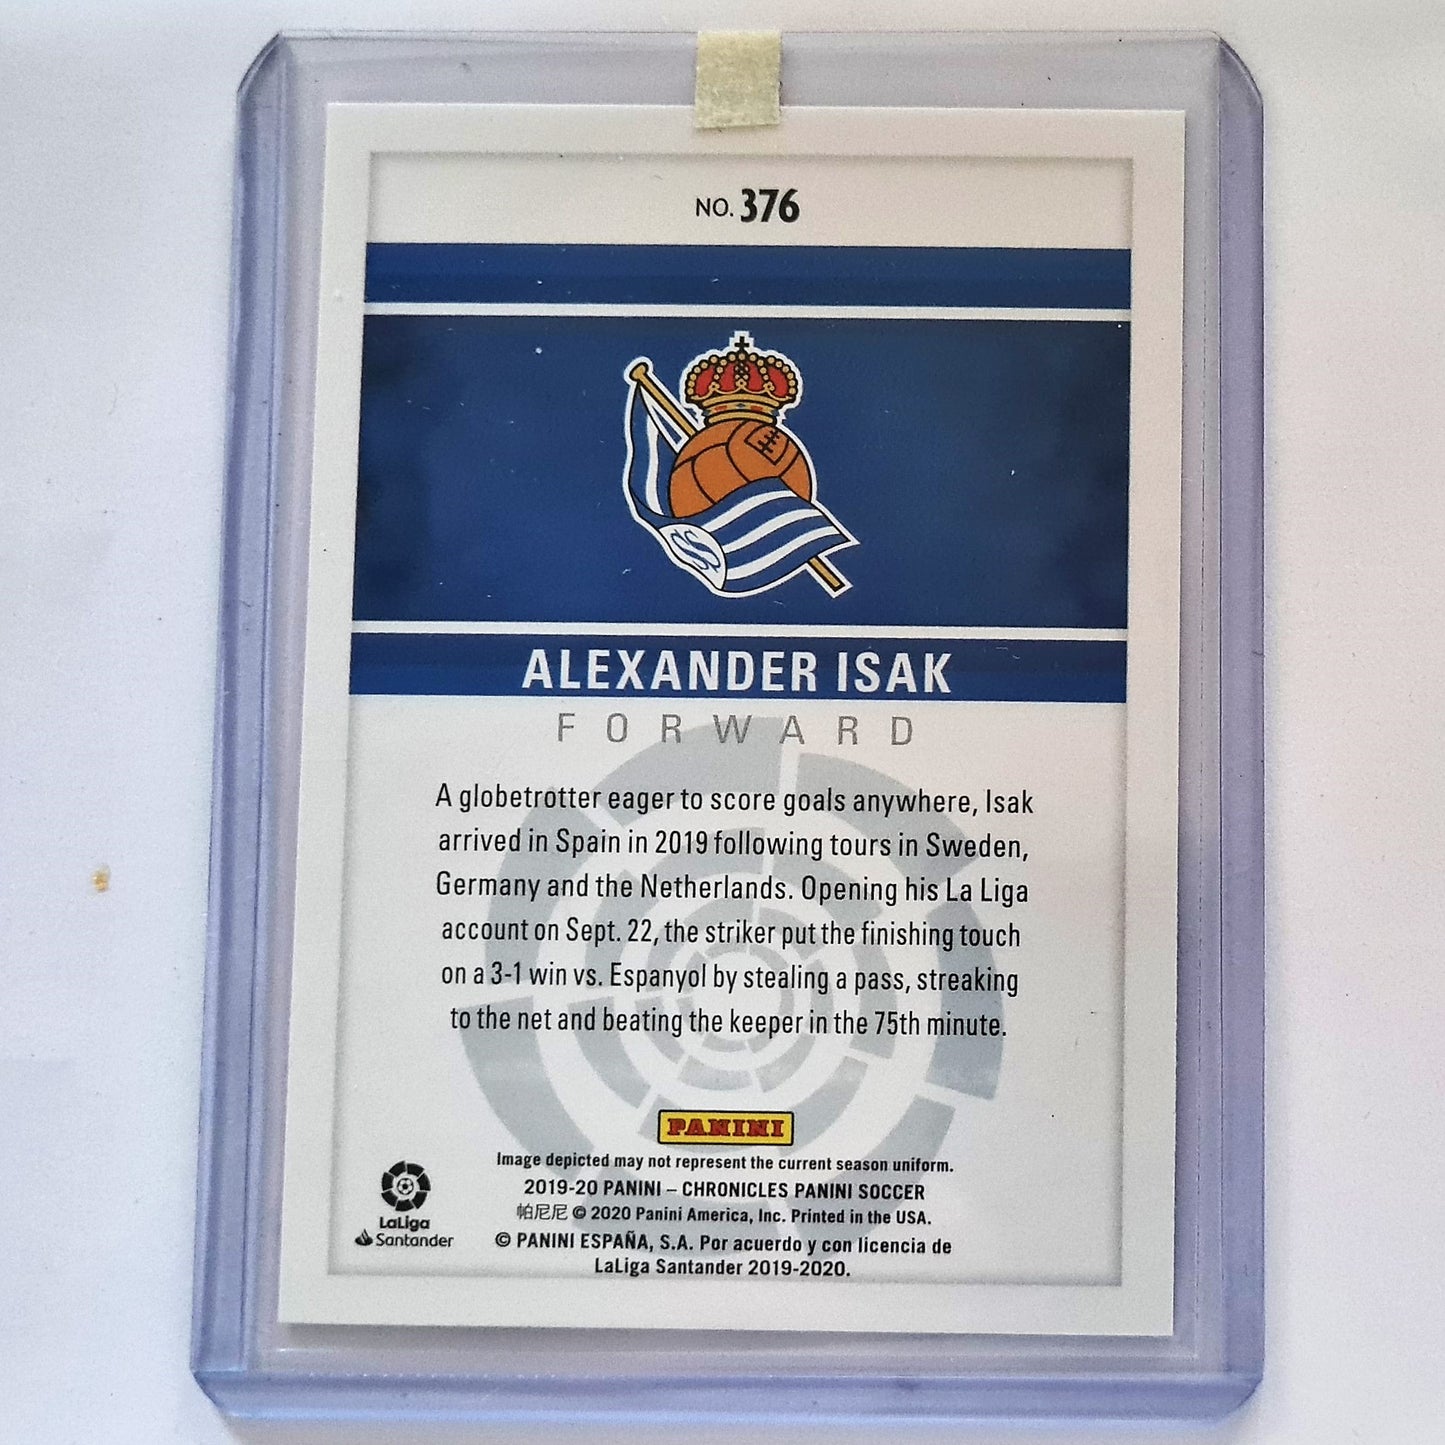 NO. 376
ALEXANDER ISAK
FORWARD
A globetrotter eager to score goals anywhere, Isak
arrived in Spain in 2019 following tours in Sweden,
Germany and the Netherlands. Opening his La Liga
account on Sept. 22, the striker put the finishing touch
on a 3-1 win vs. Espanyol by stealing a pass, streaking
to the net and beating the keeper in the 75th minute.
PANINI
Image depicted may not represent the current season uniform.
2019-20 PANINI – CHRONICLES PANINI SOCCER
帕尼尼 © 2020 Panini America, Inc. Printed in the USA.
© PANINI ESPAÑA, S.A. Por acuerdo y con licencia de
LaLiga Santander 2019-2020.
LaLiga
Santander